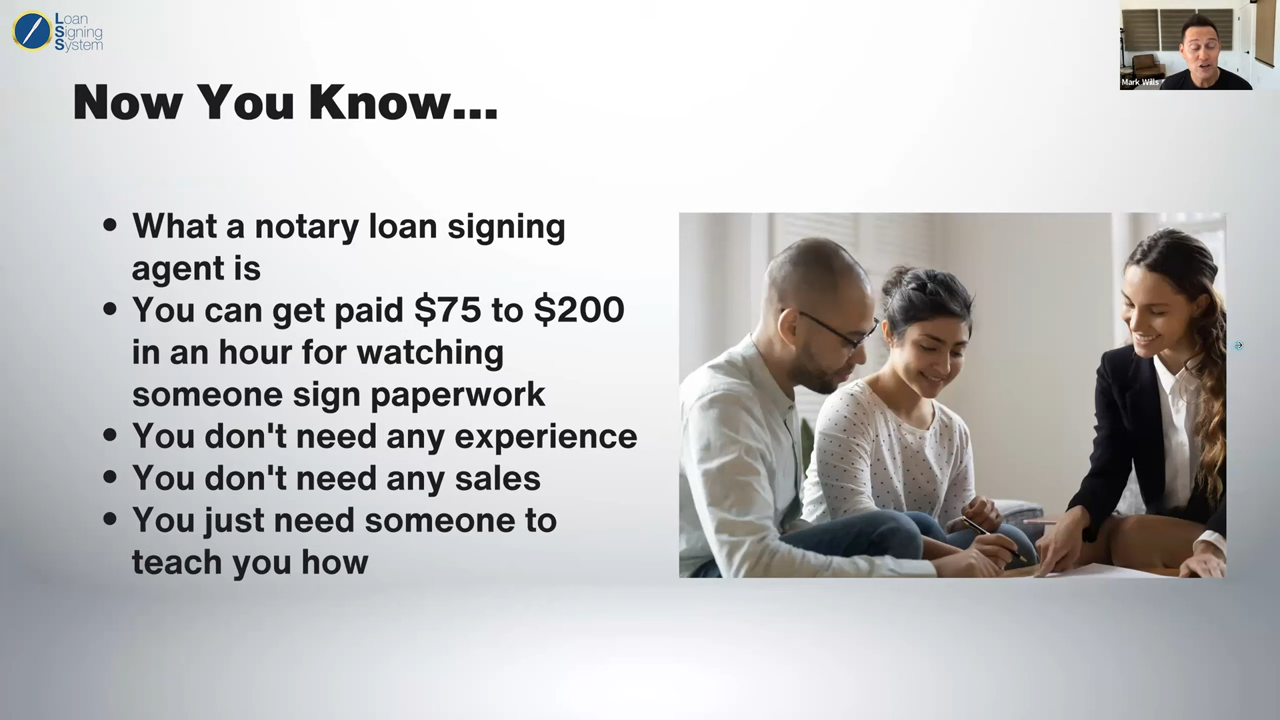 Loan
Signing
System
Mark Wills
Now You Know...
• What a notary loan signing
agent is
• You can get paid $75 to $200
in an hour for watching
someone sign paperwork
• You don't need any experience
• You don't need any sales
• You just need someone to
teach you how